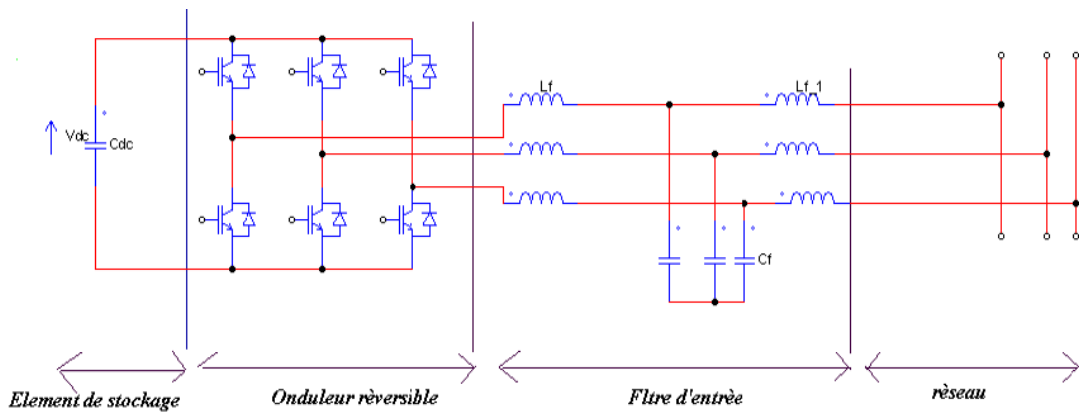 Lf
Lf_1
Vdc
Cdc
Cf
Element de stockage
Onduleur rèversible
Fltre d'entrèe
rèseau